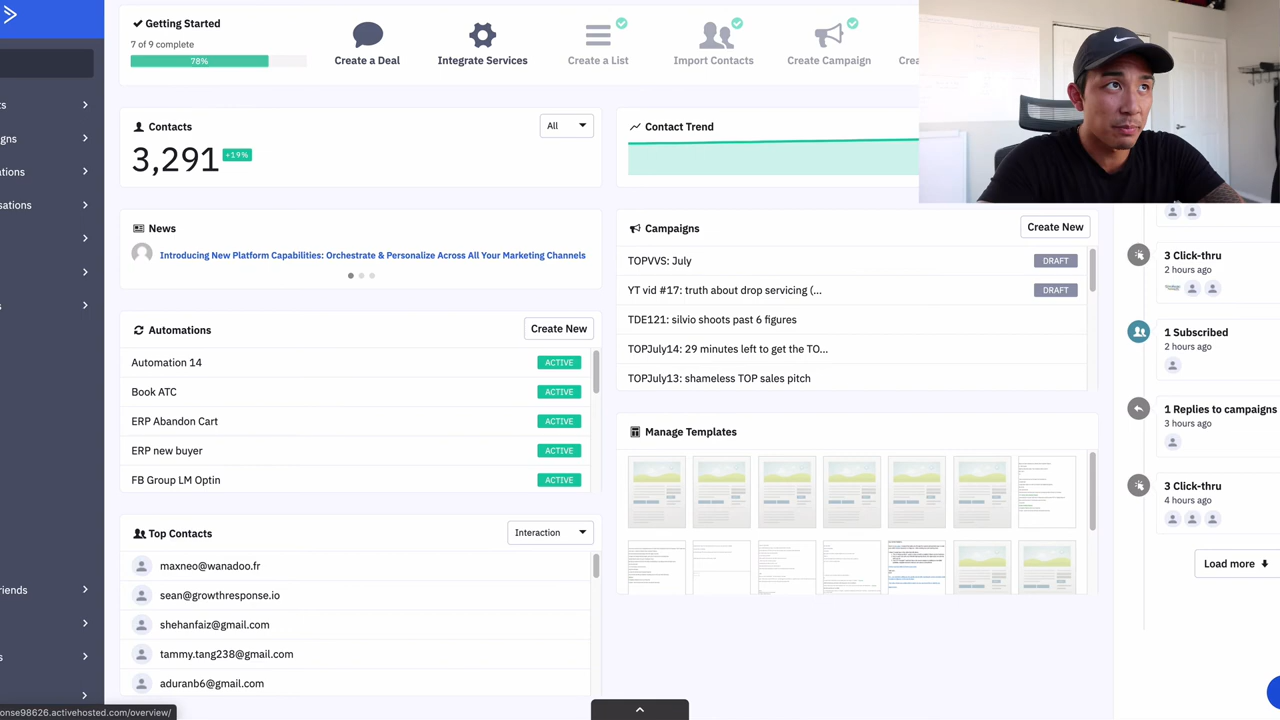 Getting Started
7 of 9 complete
78%
Create a Deal
Integrate Services
Create a List
Import Contacts
Create Campaign
Crea
ts
gns
ations
sations
s
riends
s
Contacts
All
3,291 +19%
Contact Trend
News
Introducing New Platform Capabilities: Orchestrate & Personalize Across All Your Marketing Channels
Campaigns
Create New
TOPVVS: July DRAFT
YT vid #17: truth about drop servicing (... DRAFT
TDE121: silvio shoots past 6 figures
TOPJuly14: 29 minutes left to get the TO...
TOPJuly13: shameless TOP sales pitch
Automations
Create New
Automation 14 ACTIVE
Book ATC ACTIVE
ERP Abandon Cart ACTIVE
ERP new buyer ACTIVE
FB Group LM Optin ACTIVE
Manage Templates
Top Contacts
Interaction
maxneo@wanadoo.fr
sean@growthresponse.io
shehanfaiz@gmail.com
tammy.tang238@gmail.com
aduranb6@gmail.com
3 Click-thru
2 hours ago
1 Subscribed
2 hours ago
1 Replies to campaigns
3 hours ago
3 Click-thru
4 hours ago
Load more
onse98626.activehosted.com/overview/